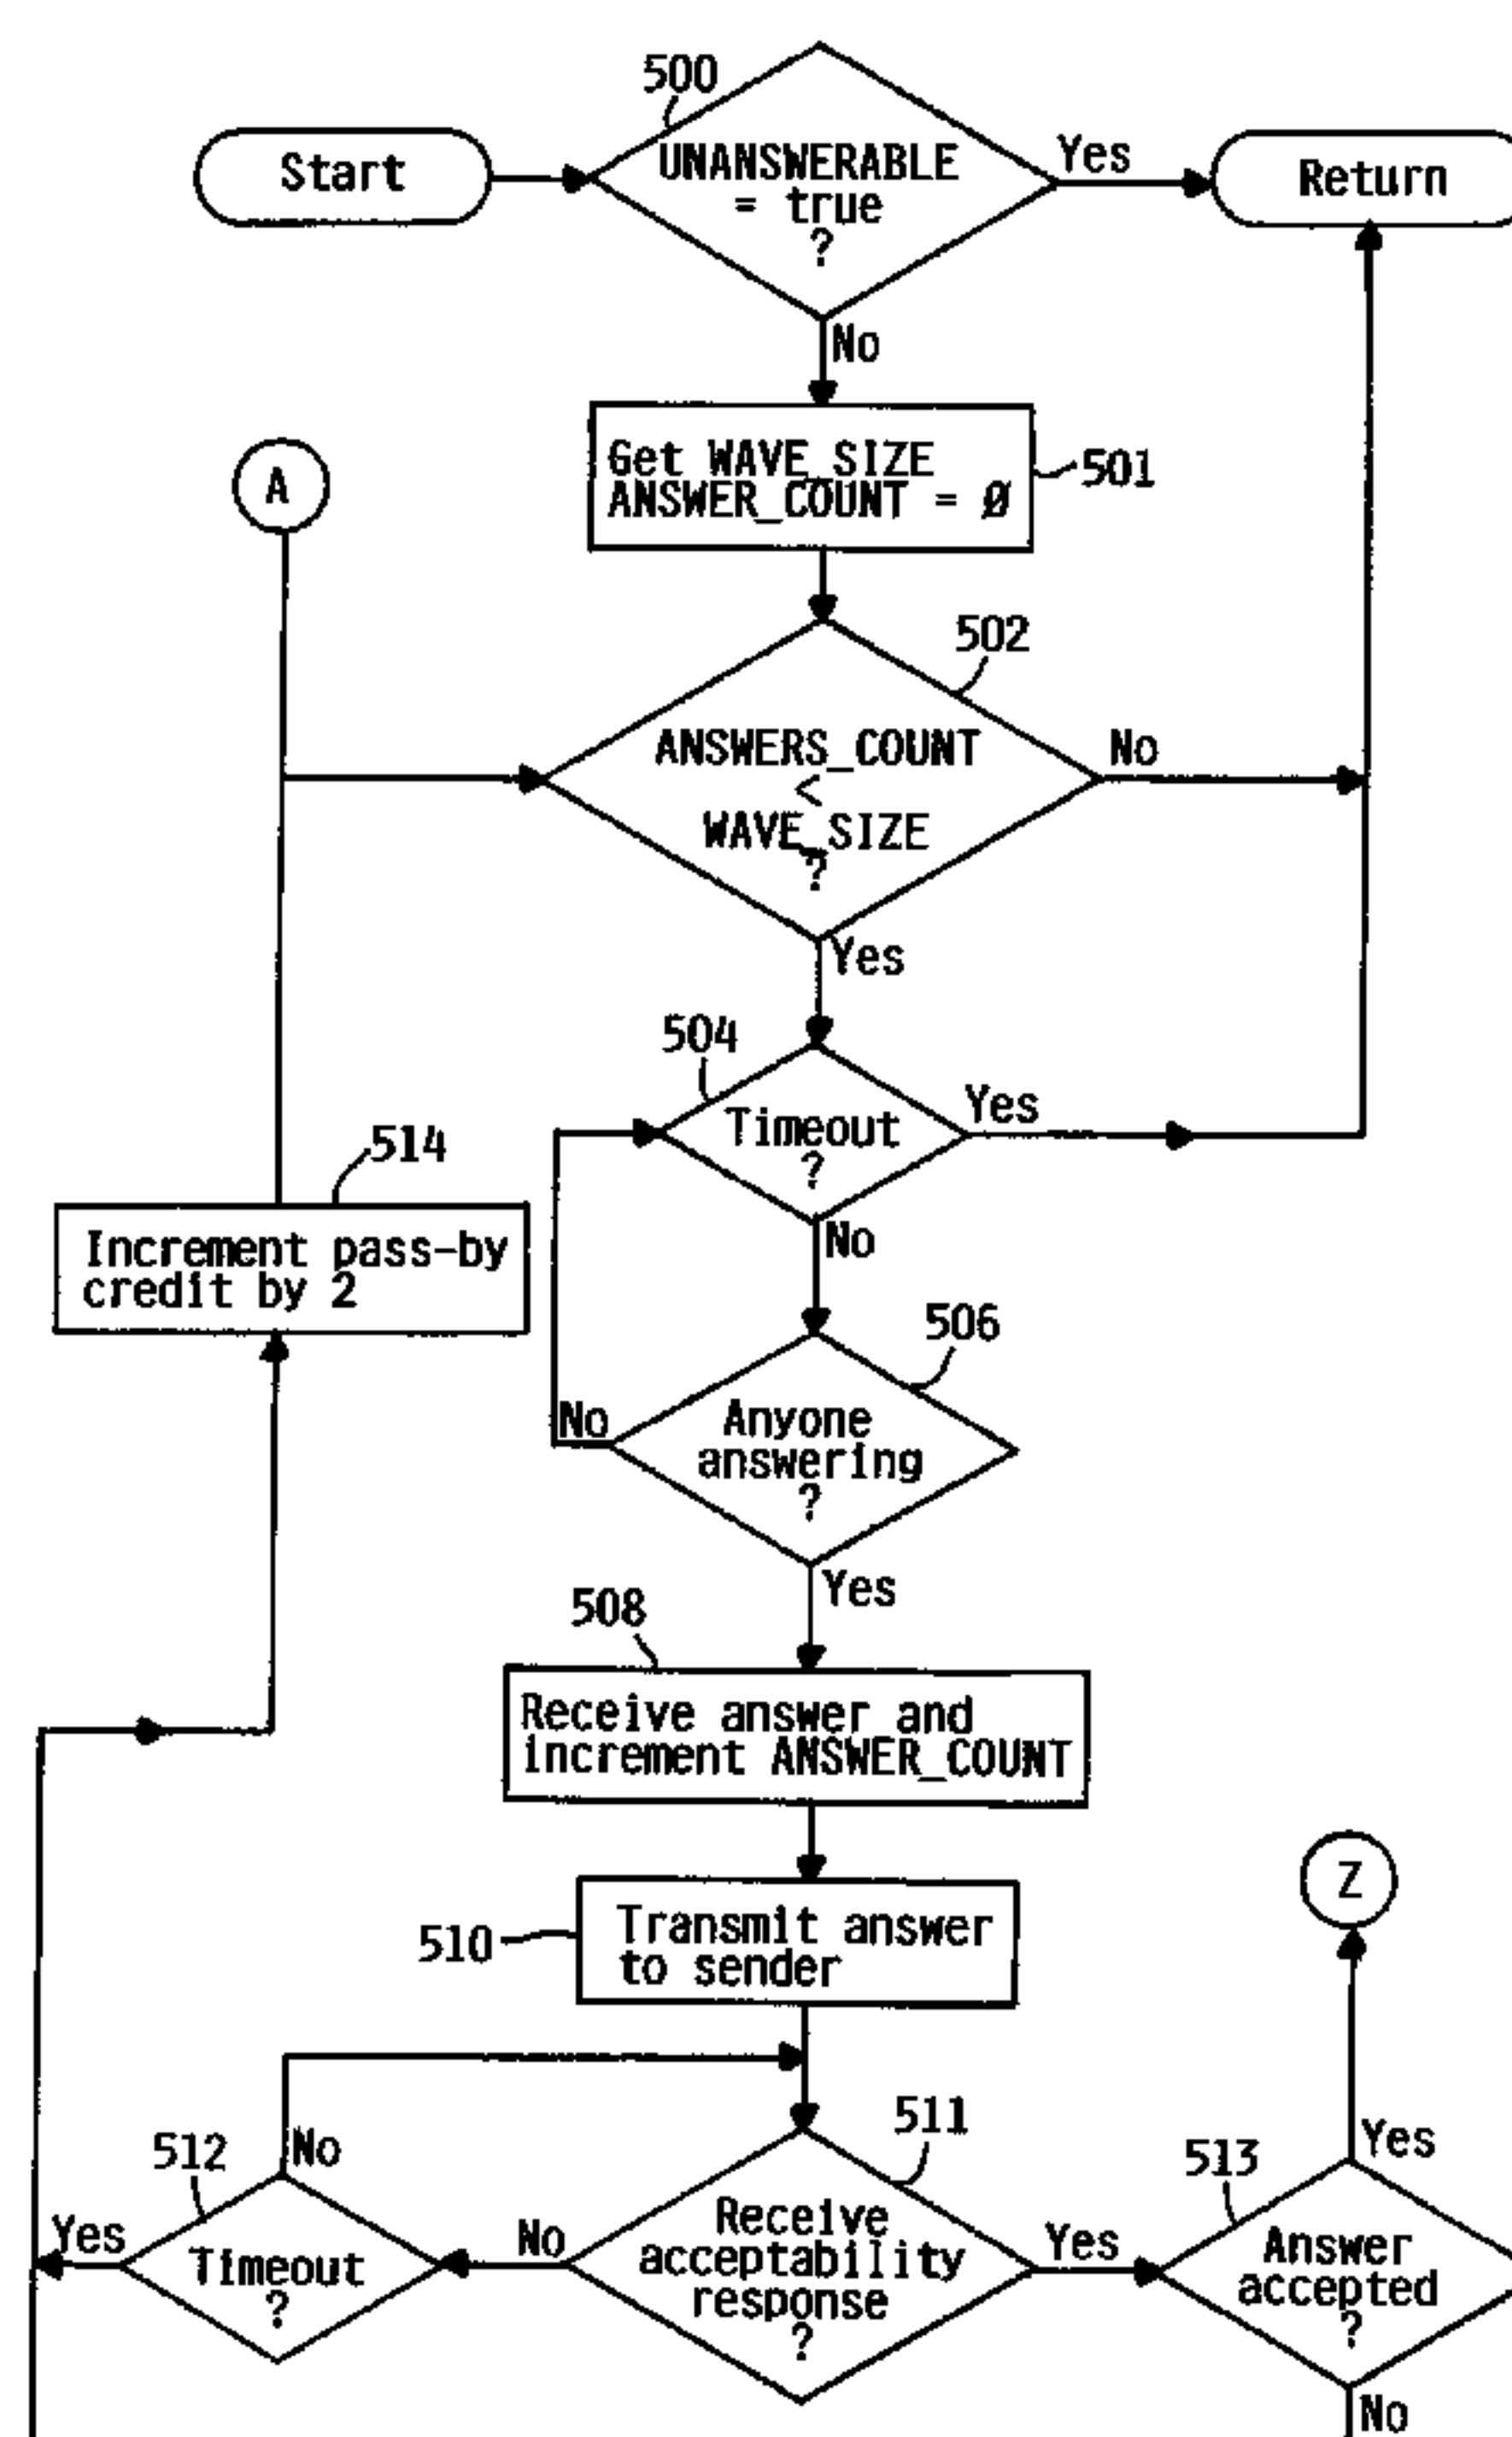 500
Start
UNANSWERABLE
= true
?
Yes
Return
No
Get WAVE_SIZE
ANSWER_COUNT = Ø
501
A
502
ANSWERS_COUNT
<
WAVE_SIZE
?
No
Yes
504
Timeout
?
Yes
No
514
Increment pass-by
credit by 2
506
Anyone
answering
?
No
Yes
508
Receive answer and
increment ANSWER_COUNT
510
Transmit answer
to sender
Z
511
512
No
Timeout
?
Yes
No
Receive
acceptability
response
?
Yes
513
Answer
accepted
?
Yes
No